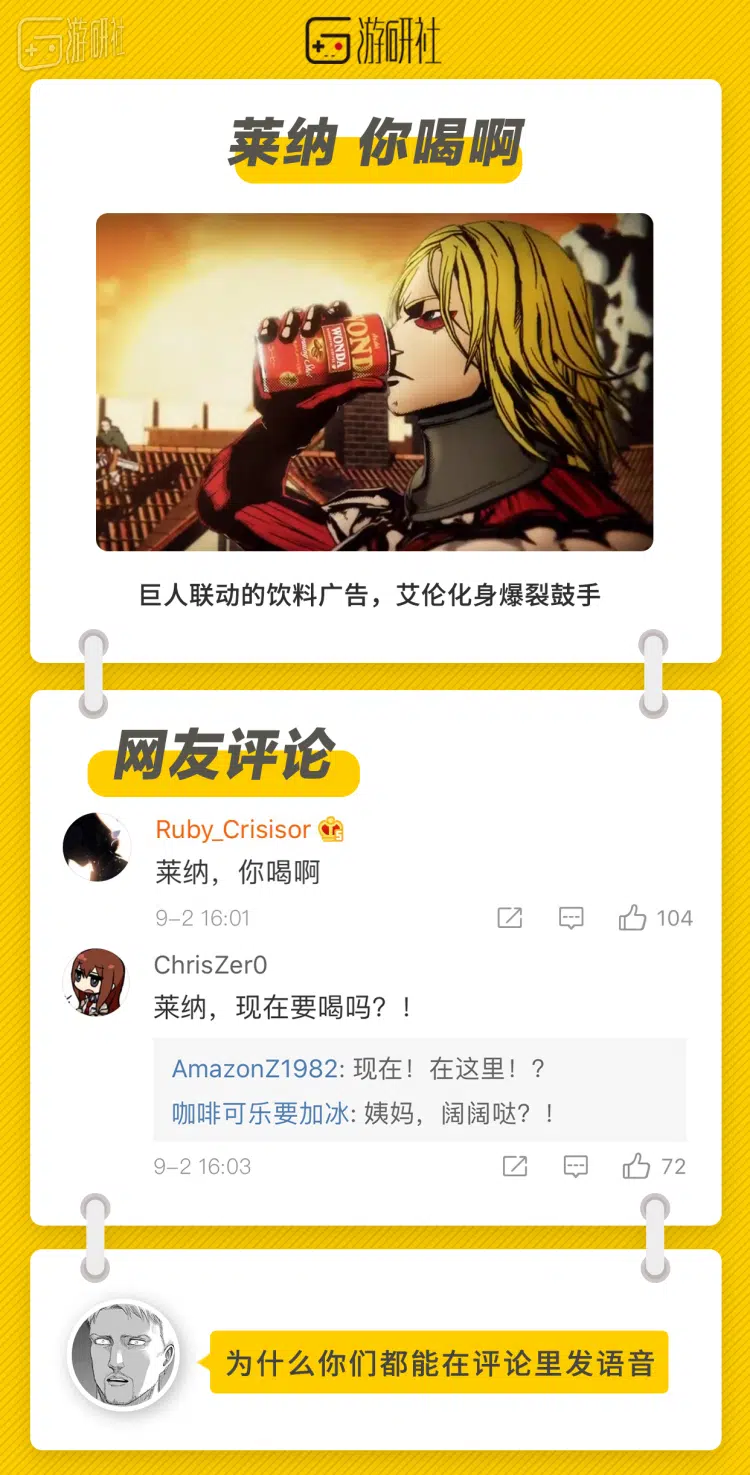 游研社
游研社
莱纳 你喝啊
WONDA
WONDA
巨人联动的饮料广告，艾伦化身爆裂鼓手
网友评论
Ruby_Crisisor
莱纳，你喝啊
9-2 16:01
104
ChrisZer0
莱纳，现在要喝吗？！
AmazonZ1982: 现在！在这里！？
咖啡可乐要加冰: 姨妈，阔阔哒？！
9-2 16:03
72
为什么你们都能在评论里发语音